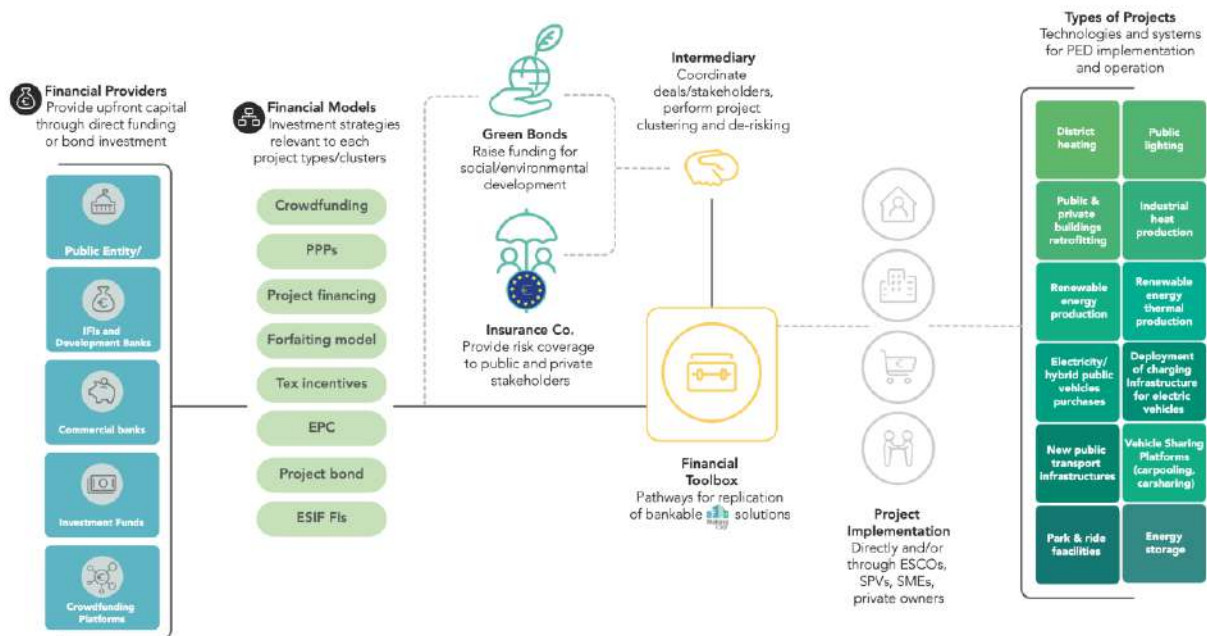 Financial Providers
Provide upfront capital
through direct funding
or bond investment
Public Entity/
IFIs and
Development Banks
Commercial banks
Investment Funds
Crowdfunding
Platforms
Financial Models
Investment strategies
relevant to each
project types/clusters
Crowdfunding
PPPs
Project financing
Forfaiting model
Tex incentives
EPC
Project bond
ESIF FIs
Green Bonds
Raise funding for
social/environmental
development
Insurance Co.
Provide risk coverage
to public and private
stakeholders
Intermediary
Coordinate
deals/stakeholders,
perform project
clustering and de-risking
Financial
Toolbox
Pathways for replication
of bankable solutions
Project
Implementation
Directly and/or
through ESCOs,
SPVs, SMEs,
private owners
Types of Projects
Technologies and systems
for PED implementation
and operation
District
heating
Public
lighting
Public &
private
buildings
retrofitting
Industrial
heat
production
Renewable
energy
production
Renewable
energy
thermal
production
Electricity/
hybrid public
vehicles
purchases
Deployment
of charging
Infrastructure
for electric
vehicles
New public
transport
infrastructures
Vehicle Sharing
Platforms
(carpooling,
carsharing)
Park & ride
faacilities
Energy
storage